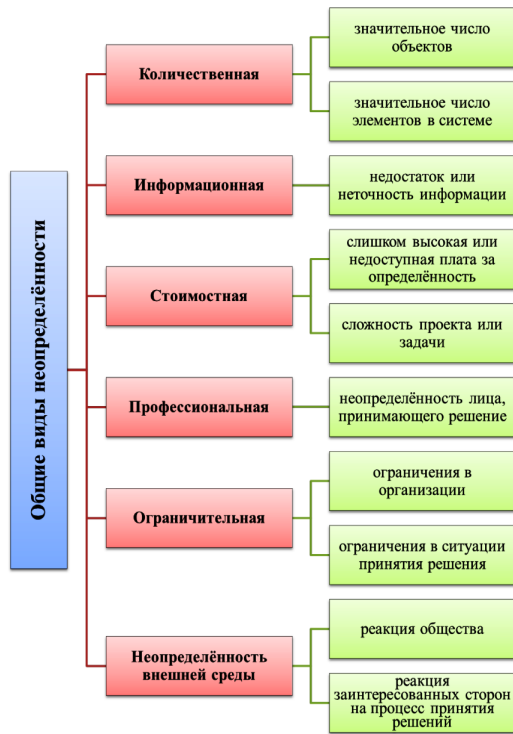 Общие виды неопределённости
Количественная
значительное число
объектов
значительное число
элементов в системе
Информационная
недостаток или
неточность информации
Стоимостная
слишком высокая или
недоступная плата за
определённость
сложность проекта или
задачи
Профессиональная
неопределённость лица,
принимающего решение
Ограничительная
ограничения в
организации
ограничения в ситуации
принятия решения
Неопределённость
внешней среды
реакция общества
реакция
заинтересованных сторон
на процесс принятия
решений